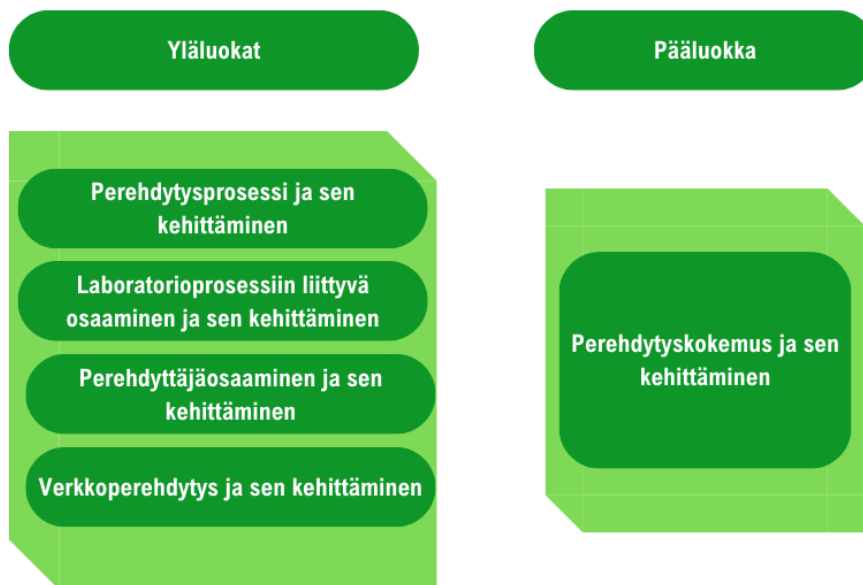 Yläluokat
Pääluokka
Perehdytysprosessi ja sen
kehittäminen
Laboratorioprosessiin liittyvä
osaaminen ja sen kehittäminen
Perehdyttäjäosaaminen ja sen
kehittäminen
Verkkoperehdytys ja sen kehittäminen
Perehdytyskokemus ja sen
kehittäminen